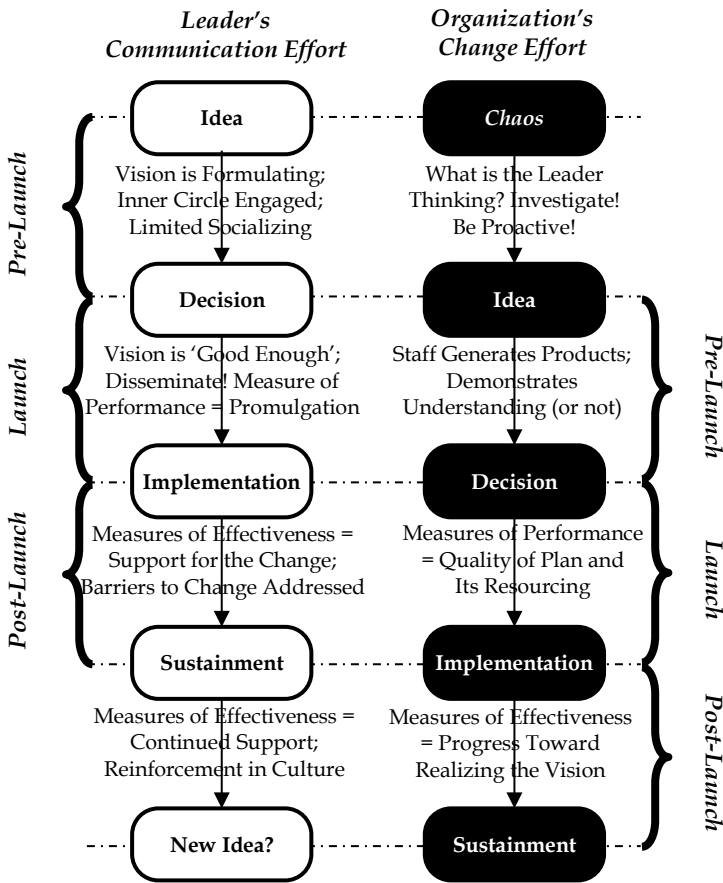 Leader's
Communication Effort
Organization's
Change Effort
Idea
Chaos
Pre-Launch
Vision is Formulating;
Inner Circle Engaged;
Limited Socializing
What is the Leader
Thinking? Investigate!
Be Proactive!
Decision
Idea
Launch
Vision is 'Good Enough';
Disseminate! Measure of
Performance = Promulgation
Staff Generates Products;
Demonstrates
Understanding (or not)
Pre-Launch
Implementation
Decision
Post-Launch
Measures of Effectiveness =
Support for the Change;
Barriers to Change Addressed
Measures of Performance
= Quality of Plan and
Its Resourcing
Launch
Sustainment
Implementation
Measures of Effectiveness =
Continued Support;
Reinforcement in Culture
Measures of Effectiveness
= Progress Toward
Realizing the Vision
Post-Launch
New Idea?
Sustainment